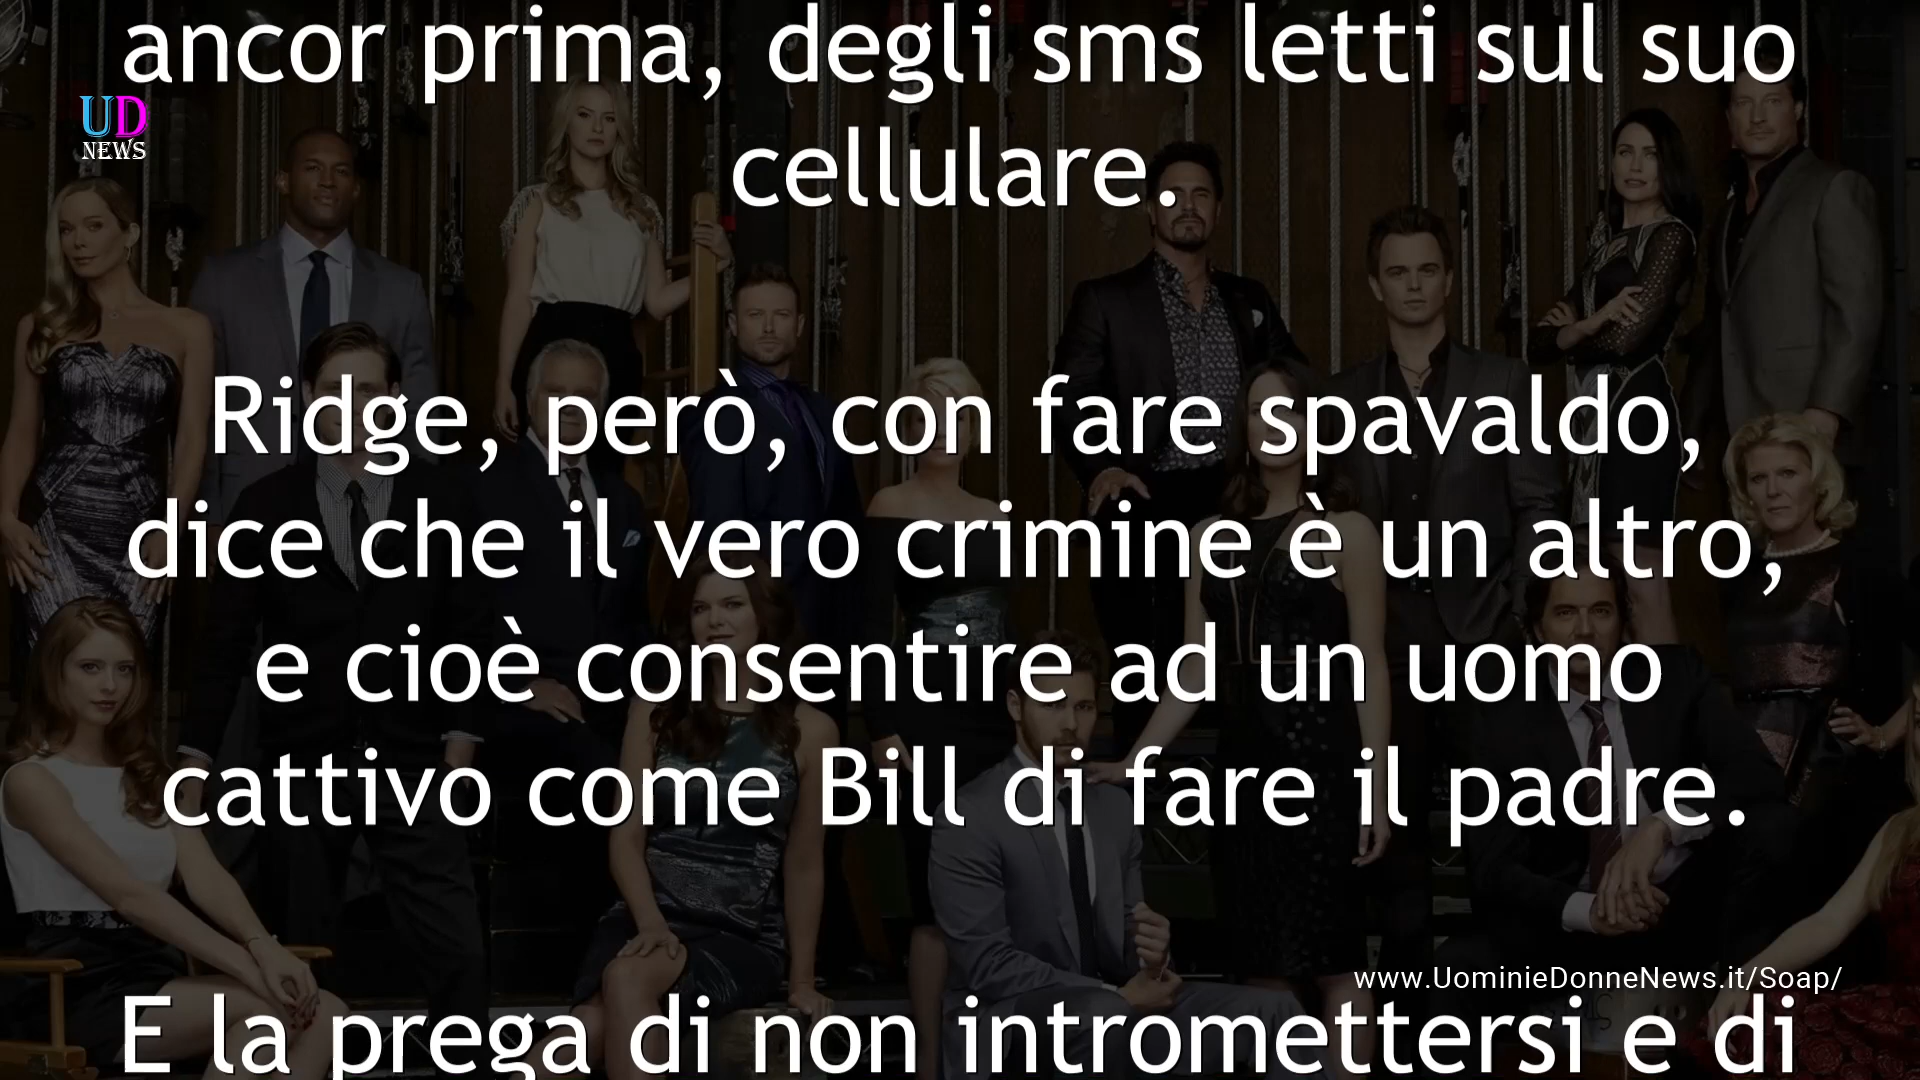 ancor prima, degli sms letti sul suo
UD
NEWS
cellulare.
Ridge, però, con fare spavaldo,
dice che il vero crimine è un altro,
e cioè consentire ad un uomo
cattivo come Bill di fare il padre.
www.UominieDonneNews.it/Soap/
E la prega di non intromettersi e di